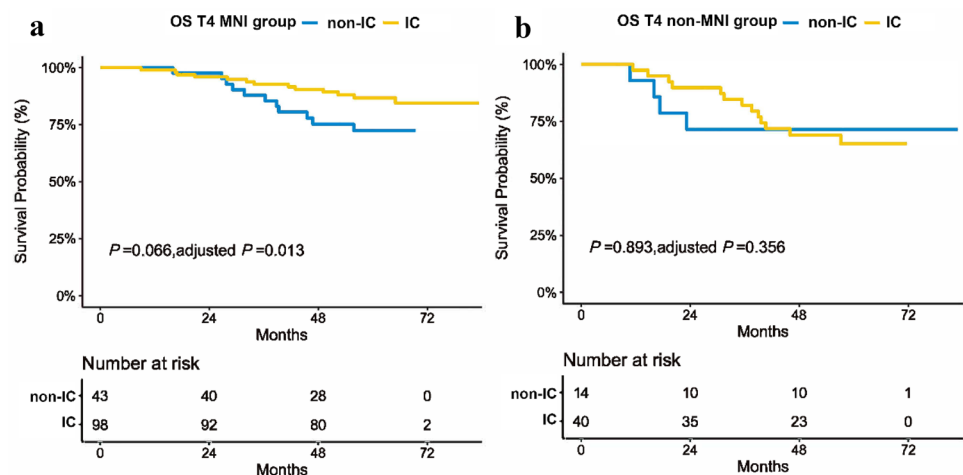 a
OS T4 MNI group non-IC IC
Survival Probability (%)
100%
75%
50%
25%
0%
P=0.066,adjusted P=0.013
0 24 48 72
Months
Number at risk
non-IC 43 40 28 0
IC 98 92 80 2
0 24 48 72
Months
b
OS T4 non-MNI group non-IC IC
Survival Probability (%)
100%
75%
50%
25%
0%
P=0.893,adjusted P=0.356
0 24 48 72
Months
Number at risk
non-IC 14 10 10 1
IC 40 35 23 0
0 24 48 72
Months